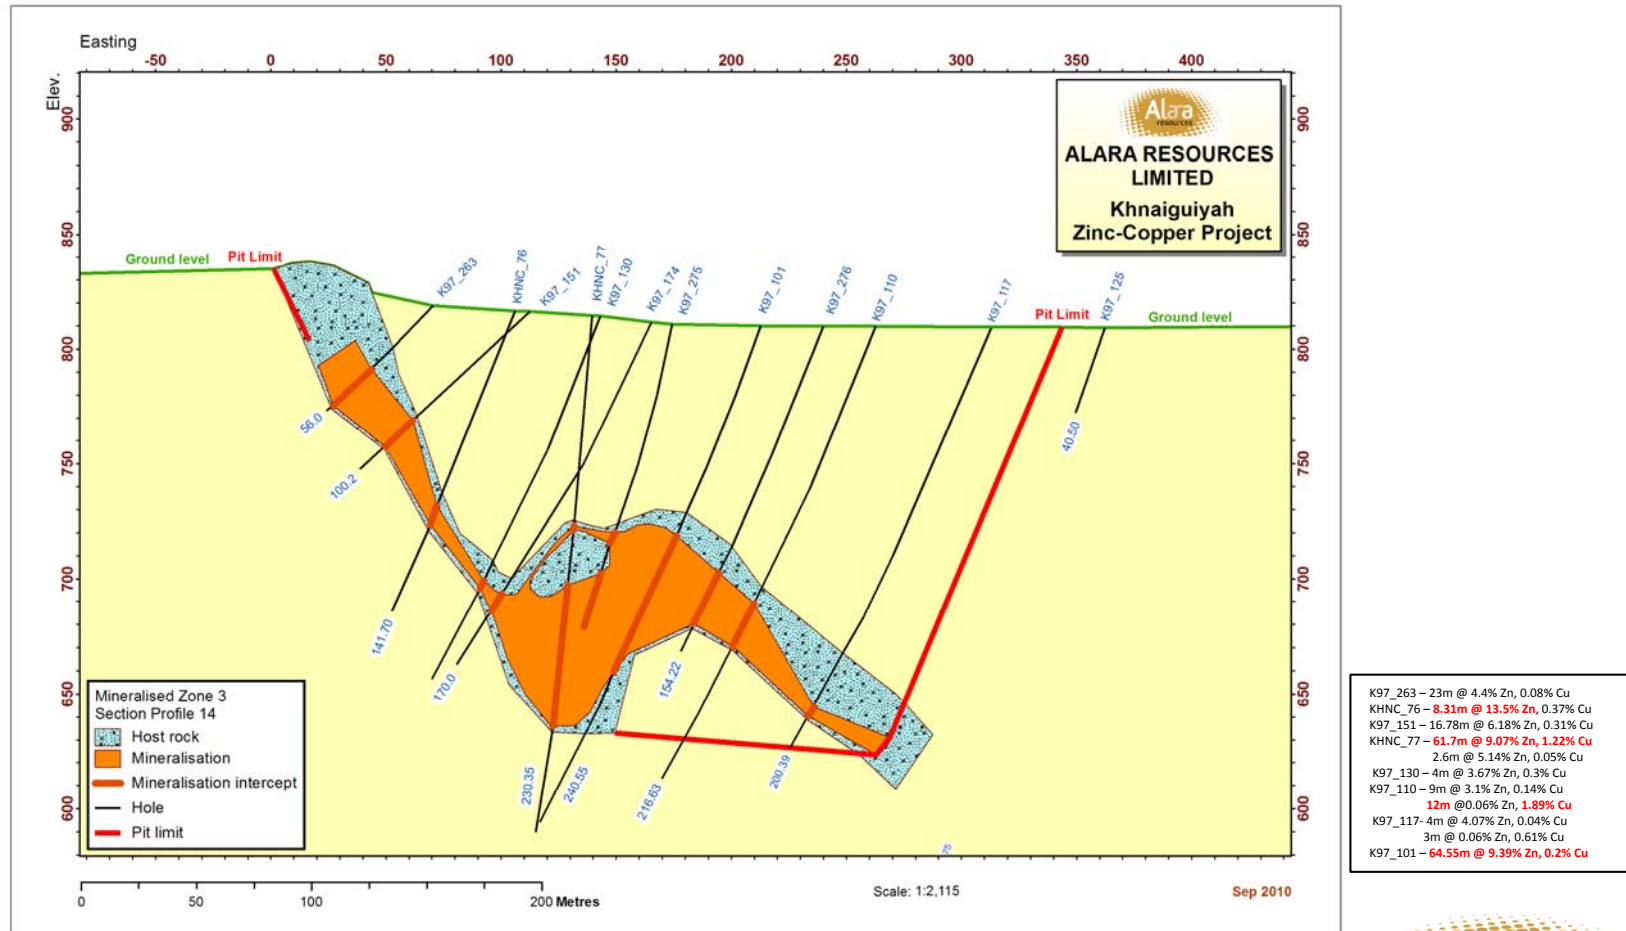 Easting
-50 0 50 100 150 200 250 300 350 400
Elev.
900
850
800
750
700
650
600
900
850
800
750
700
650
600
Alara
resources
ALARA RESOURCES
LIMITED
Khnaiguiyah
Zinc-Copper Project
Ground level
Pit Limit
K97_263
KHNC_76
K97_151
KHNC_77
K97_130
K97_174
K97_275
K97_101
K97_276
K97_110
K97_117
Pit Limit
K97_125
Ground level
56.0
100.2
40.50
141.70
170.0
154.22
230.35
240.55
216.63
200.39
75
Mineralised Zone 3
Section Profile 14
Host rock
Mineralisation
Mineralisation intercept
Hole
Pit limit
0 50 100 200 Metres
Scale: 1:2,115
Sep 2010
K97_263 – 23m @ 4.4% Zn, 0.08% Cu
KHNC_76 – 8.31m @ 13.5% Zn, 0.37% Cu
K97_151 – 16.78m @ 6.18% Zn, 0.31% Cu
KHNC_77 – 61.7m @ 9.07% Zn, 1.22% Cu
2.6m @ 5.14% Zn, 0.05% Cu
K97_130 – 4m @ 3.67% Zn, 0.3% Cu
K97_110 – 9m @ 3.1% Zn, 0.14% Cu
12m @0.06% Zn, 1.89% Cu
K97_117- 4m @ 4.07% Zn, 0.04% Cu
3m @ 0.06% Zn, 0.61% Cu
K97_101 – 64.55m @ 9.39% Zn, 0.2% Cu